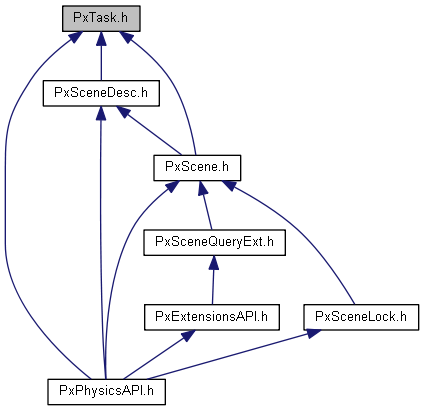 PxTask.h
PxSceneDesc.h
PxScene.h
PxSceneQueryExt.h
PxExtensionsAPI.h
PxSceneLock.h
PxPhysicsAPI.h